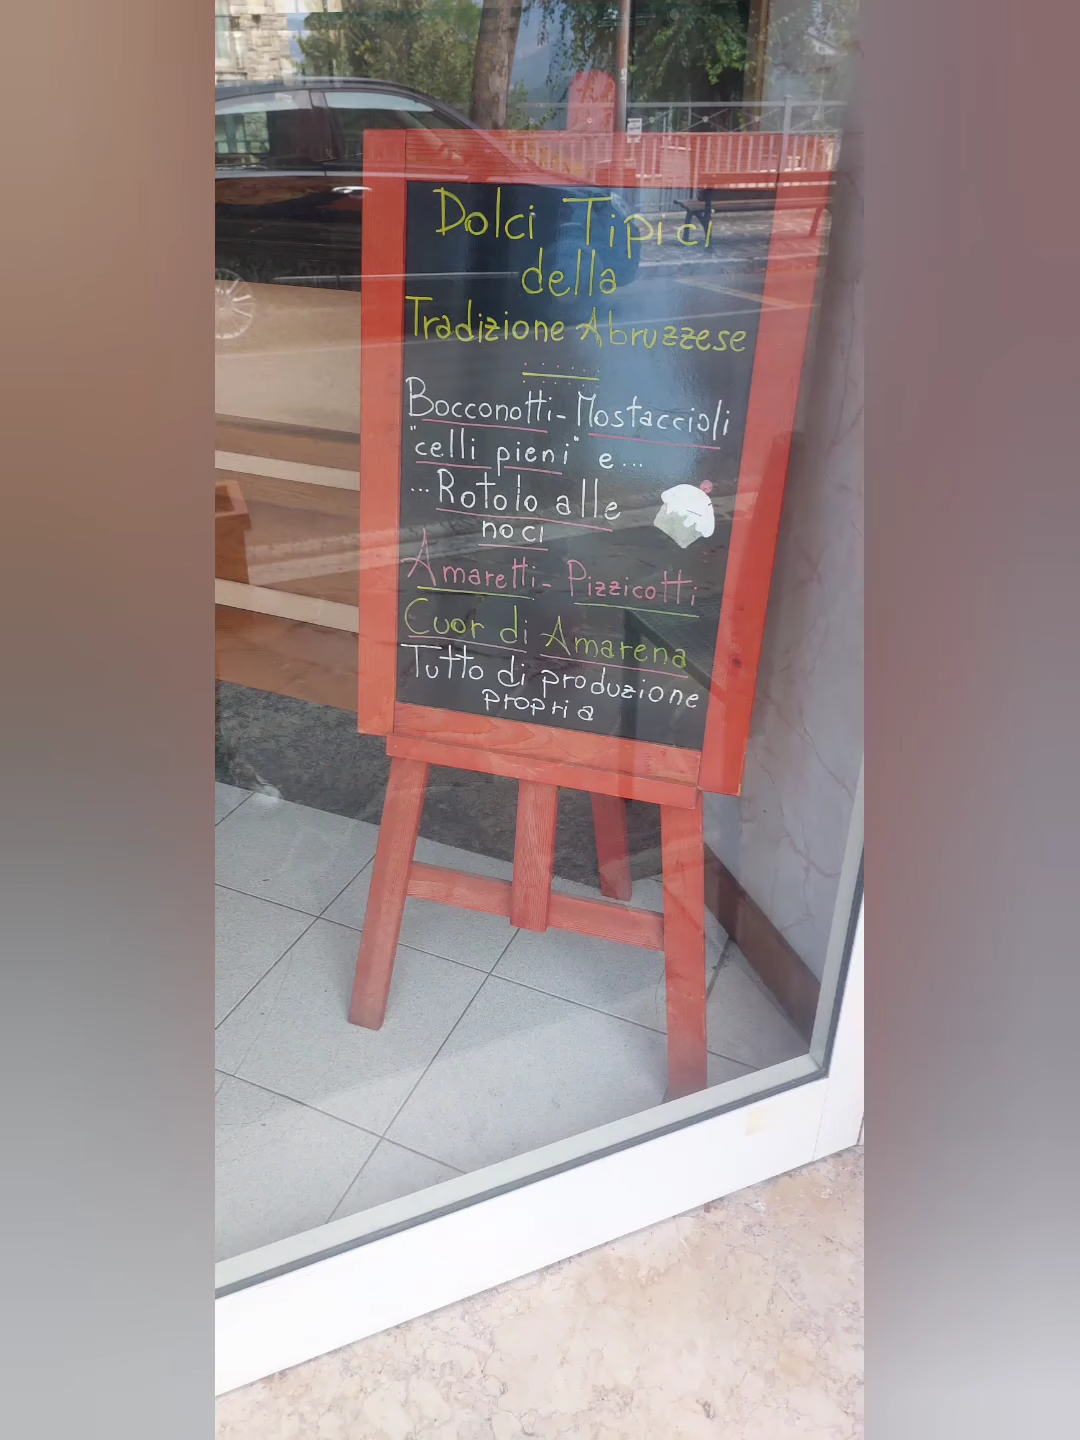 Dolci Tipici
della
Tradizione Abruzzese
Bocconotti - Mostaccioli
"celli pieni" e...
...Rotolo alle
noci
Amaretti - Pizzicotti
Cuor di Amarena
Tutto di produzione
propria